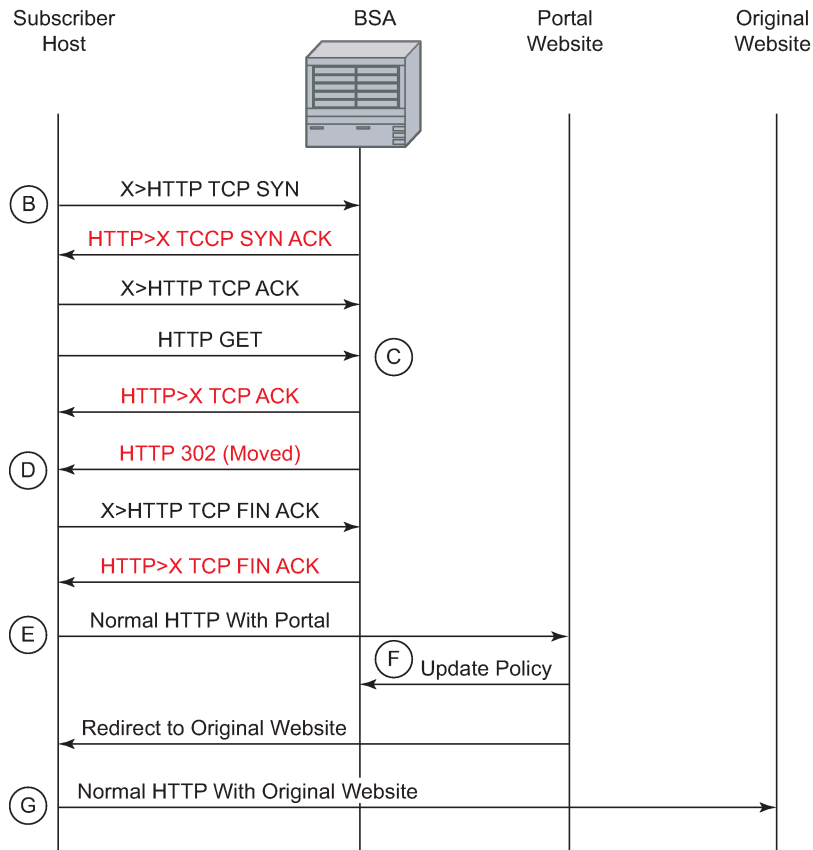 Subscriber
Host
BSA
Portal
Website
Original
Website
B
X>HTTP TCP SYN
HTTP>X TCCP SYN ACK
X>HTTP TCP ACK
HTTP GET
C
HTTP>X TCP ACK
D
HTTP 302 (Moved)
X>HTTP TCP FIN ACK
HTTP>X TCP FIN ACK
E
Normal HTTP With Portal
F
Update Policy
Redirect to Original Website
G
Normal HTTP With Original Website